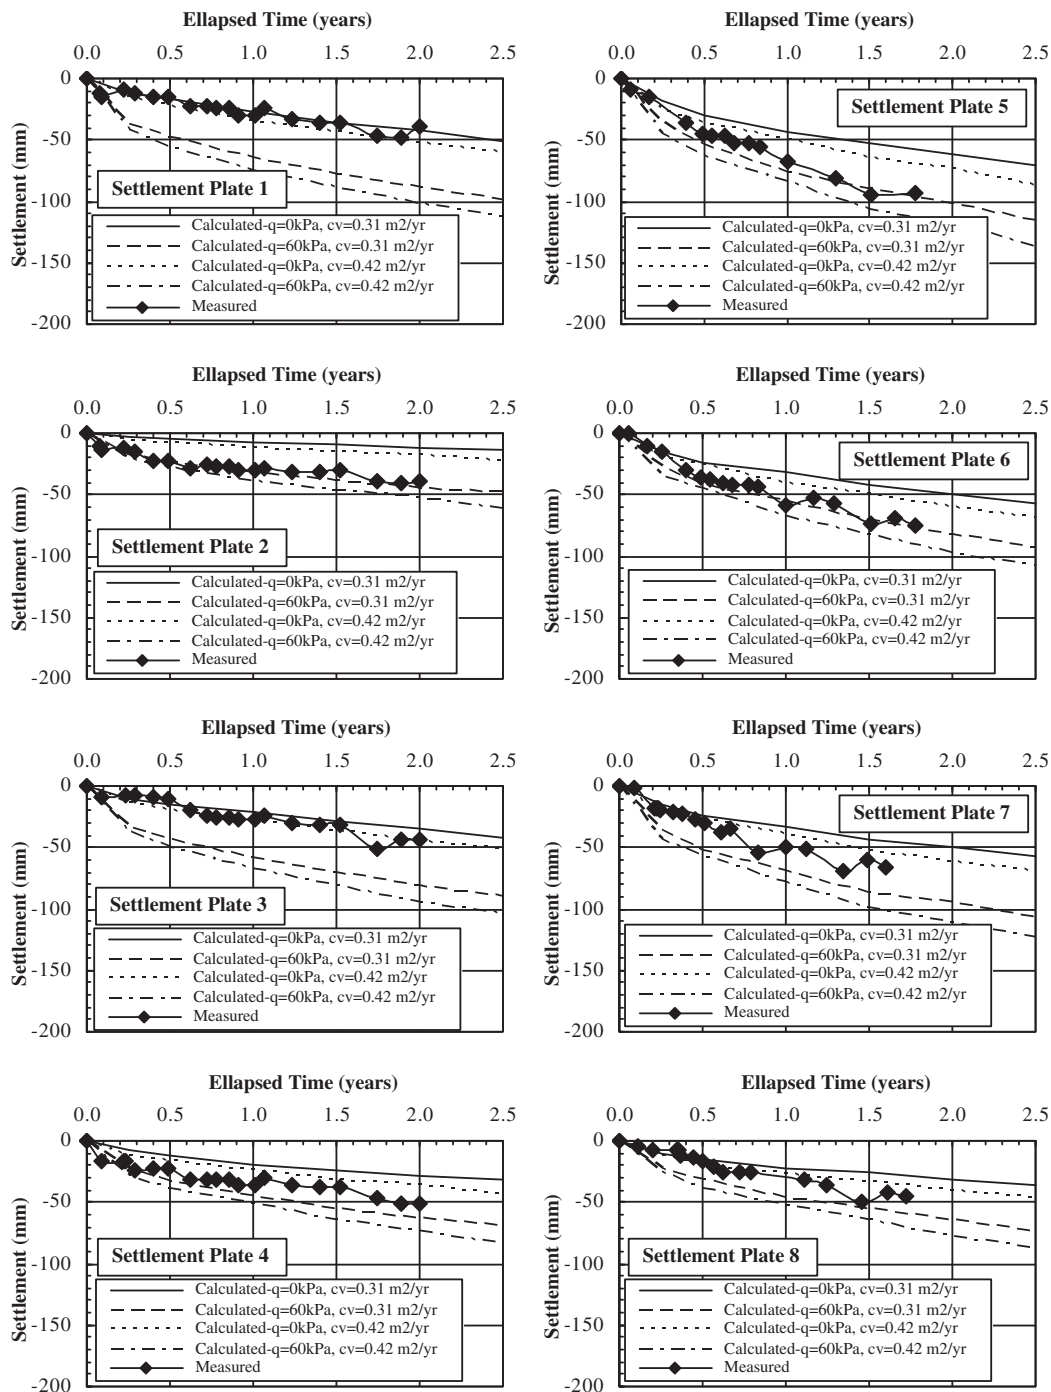 Ellapsed Time (years)
0.0 0.5 1.0 1.5 2.0 2.5
0
-50
-100
-150
-200
Settlement (mm)
Settlement Plate 1
Calculated-q=0kPa, cv=0.31 m2/yr
Calculated-q=60kPa, cv=0.31 m2/yr
Calculated-q=0kPa, cv=0.42 m2/yr
Calculated-q=60kPa, cv=0.42 m2/yr
Measured
Ellapsed Time (years)
0.0 0.5 1.0 1.5 2.0 2.5
0
-50
-100
-150
-200
Settlement (mm)
Settlement Plate 5
Calculated-q=0kPa, cv=0.31 m2/yr
Calculated-q=60kPa, cv=0.31 m2/yr
Calculated-q=0kPa, cv=0.42 m2/yr
Calculated-q=60kPa, cv=0.42 m2/yr
Measured
Ellapsed Time (years)
0.0 0.5 1.0 1.5 2.0 2.5
0
-50
-100
-150
-200
Settlement (mm)
Settlement Plate 2
Calculated-q=0kPa, cv=0.31 m2/yr
Calculated-q=60kPa, cv=0.31 m2/yr
Calculated-q=0kPa, cv=0.42 m2/yr
Calculated-q=60kPa, cv=0.42 m2/yr
Measured
Ellapsed Time (years)
0.0 0.5 1.0 1.5 2.0 2.5
0
-50
-100
-150
-200
Settlement (mm)
Settlement Plate 6
Calculated-q=0kPa, cv=0.31 m2/yr
Calculated-q=60kPa, cv=0.31 m2/yr
Calculated-q=0kPa, cv=0.42 m2/yr
Calculated-q=60kPa, cv=0.42 m2/yr
Measured
Ellapsed Time (years)
0.0 0.5 1.0 1.5 2.0 2.5
0
-50
-100
-150
-200
Settlement (mm)
Settlement Plate 3
Calculated-q=0kPa, cv=0.31 m2/yr
Calculated-q=60kPa, cv=0.31 m2/yr
Calculated-q=0kPa, cv=0.42 m2/yr
Calculated-q=60kPa, cv=0.42 m2/yr
Measured
Ellapsed Time (years)
0.0 0.5 1.0 1.5 2.0 2.5
0
-50
-100
-150
-200
Settlement (mm)
Settlement Plate 7
Calculated-q=0kPa, cv=0.31 m2/yr
Calculated-q=60kPa, cv=0.31 m2/yr
Calculated-q=0kPa, cv=0.42 m2/yr
Calculated-q=60kPa, cv=0.42 m2/yr
Measured
Ellapsed Time (years)
0.0 0.5 1.0 1.5 2.0 2.5
0
-50
-100
-150
-200
Settlement (mm)
Settlement Plate 4
Calculated-q=0kPa, cv=0.31 m2/yr
Calculated-q=60kPa, cv=0.31 m2/yr
Calculated-q=0kPa, cv=0.42 m2/yr
Calculated-q=60kPa, cv=0.42 m2/yr
Measured
Ellapsed Time (years)
0.0 0.5 1.0 1.5 2.0 2.5
0
-50
-100
-150
-200
Settlement (mm)
Settlement Plate 8
Calculated-q=0kPa, cv=0.31 m2/yr
Calculated-q=60kPa, cv=0.31 m2/yr
Calculated-q=0kPa, cv=0.42 m2/yr
Calculated-q=60kPa, cv=0.42 m2/yr
Measured